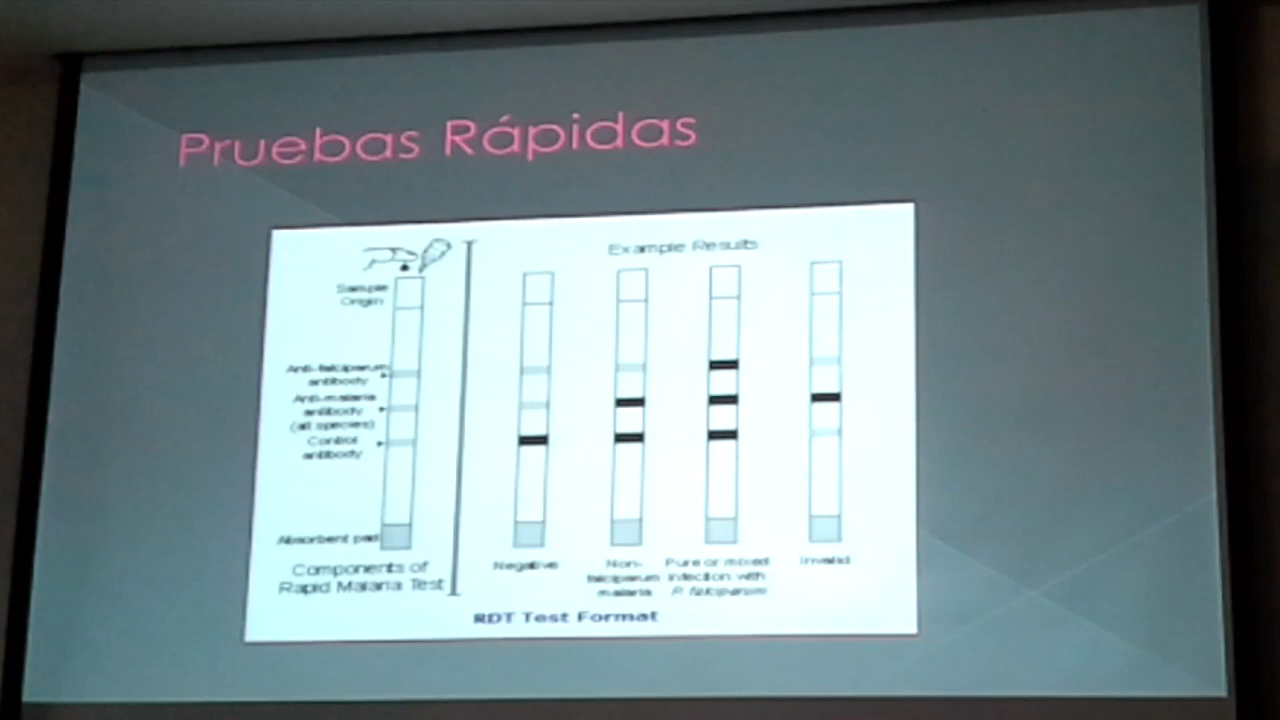 Pruebas Rápidas
Example Results
Sample
Origin
Anti-falciparum
antibody
Anti-malaria
antibody
(all species)
Control
antibody
Absorbent pad
Components of
Rapid Malaria Test
Negative
Non-
falciparum
malaria
Pure or mixed
infection with
P. falciparum
Invalid
RDT Test Format